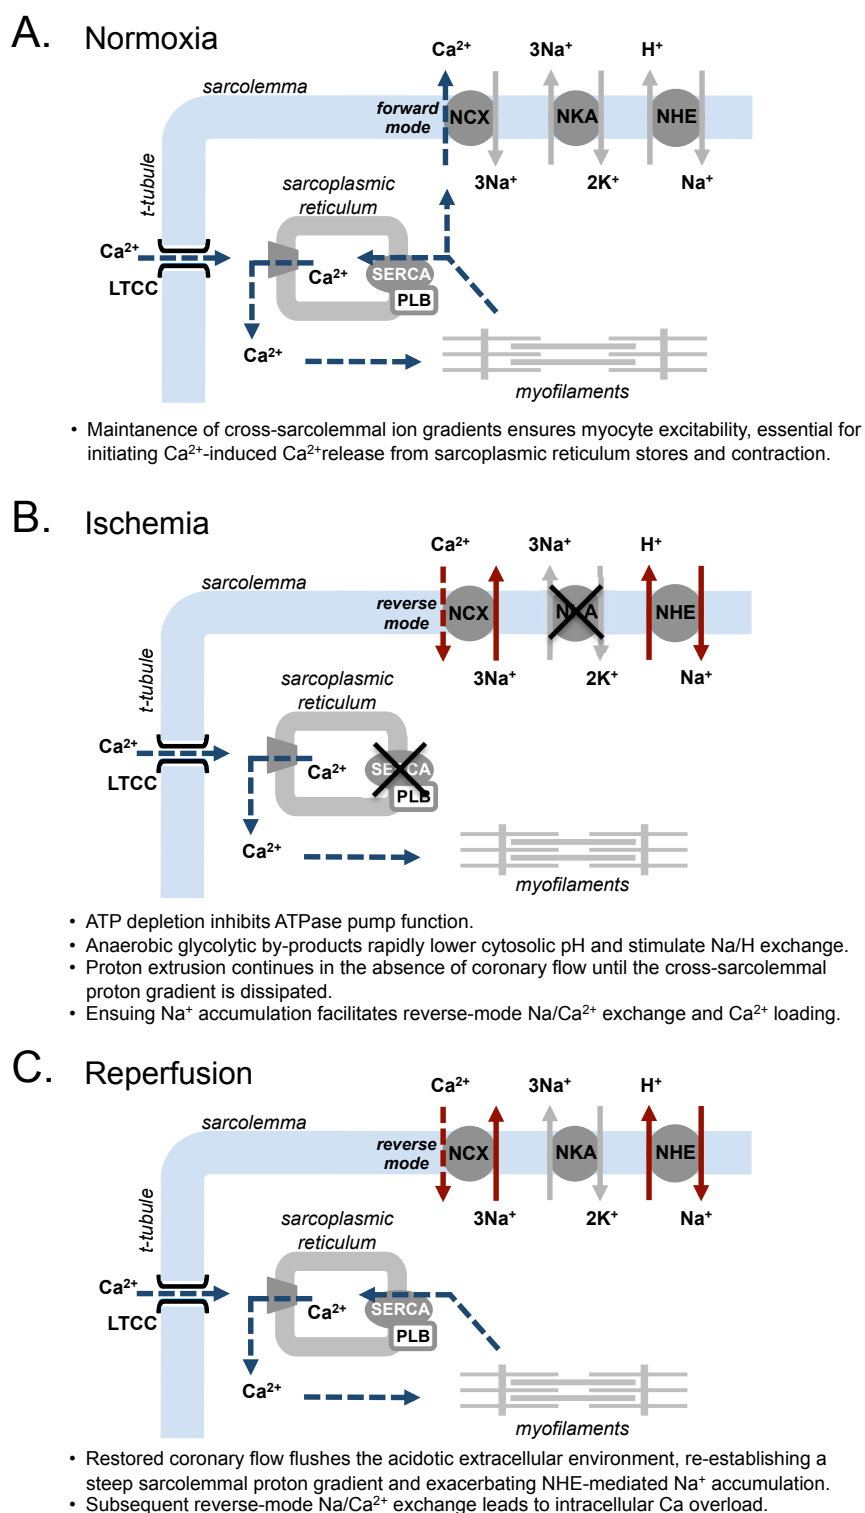 A. Normoxia
Ca²⁺ 3Na⁺ H⁺
sarcolemma
forward
mode
NCX NKA NHE
t-tubule
sarcoplasmic
reticulum
3Na⁺ 2K⁺ Na⁺
Ca²⁺
LTCC
Ca²⁺
SERCA
PLB
Ca²⁺
myofilaments
• Maintanence of cross-sarcolemmal ion gradients ensures myocyte excitability, essential for
initiating Ca²⁺-induced Ca²⁺release from sarcoplasmic reticulum stores and contraction.
B. Ischemia
Ca²⁺ 3Na⁺ H⁺
sarcolemma
reverse
mode
NCX NKA NHE
t-tubule
sarcoplasmic
reticulum
3Na⁺ 2K⁺ Na⁺
Ca²⁺
LTCC
Ca²⁺
SERCA
PLB
Ca²⁺
myofilaments
• ATP depletion inhibits ATPase pump function.
• Anaerobic glycolytic by-products rapidly lower cytosolic pH and stimulate Na/H exchange.
• Proton extrusion continues in the absence of coronary flow until the cross-sarcolemmal
proton gradient is dissipated.
• Ensuing Na⁺ accumulation facilitates reverse-mode Na/Ca²⁺ exchange and Ca²⁺ loading.
C. Reperfusion
Ca²⁺ 3Na⁺ H⁺
sarcolemma
reverse
mode
NCX NKA NHE
t-tubule
sarcoplasmic
reticulum
3Na⁺ 2K⁺ Na⁺
Ca²⁺
LTCC
Ca²⁺
SERCA
PLB
Ca²⁺
myofilaments
• Restored coronary flow flushes the acidotic extracellular environment, re-establishing a
steep sarcolemmal proton gradient and exacerbating NHE-mediated Na⁺ accumulation.
• Subsequent reverse-mode Na/Ca²⁺ exchange leads to intracellular Ca overload.